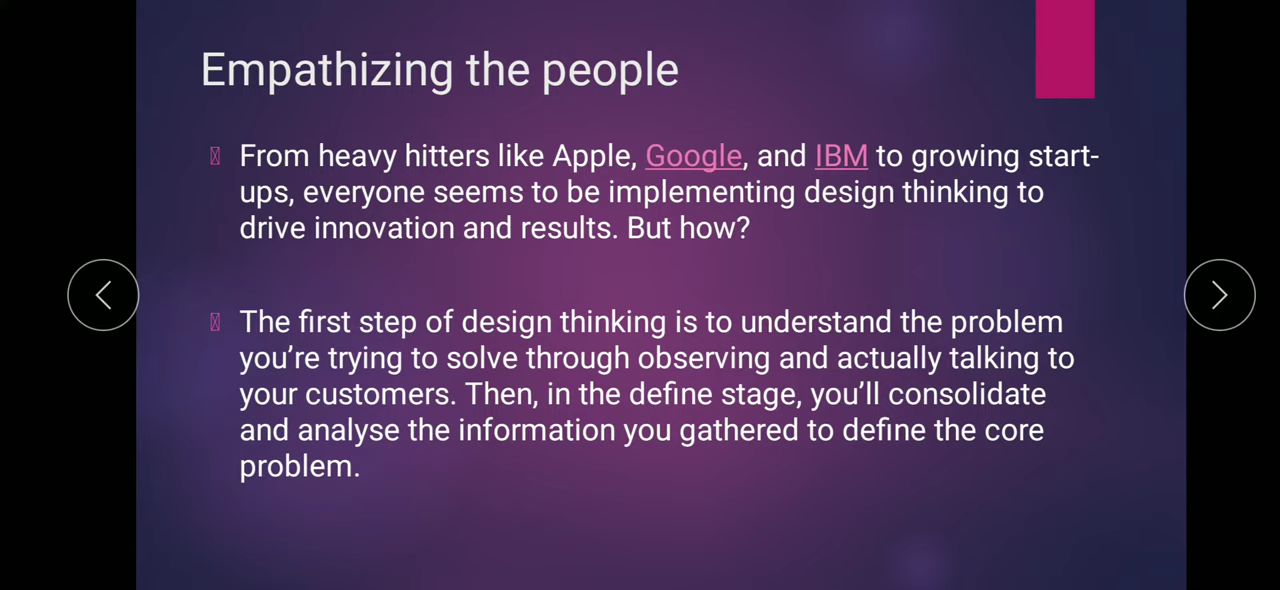 Empathizing the people
From heavy hitters like Apple, Google, and IBM to growing start-
ups, everyone seems to be implementing design thinking to
drive innovation and results. But how?
The first step of design thinking is to understand the problem
you’re trying to solve through observing and actually talking to
your customers. Then, in the define stage, you’ll consolidate
and analyse the information you gathered to define the core
problem.